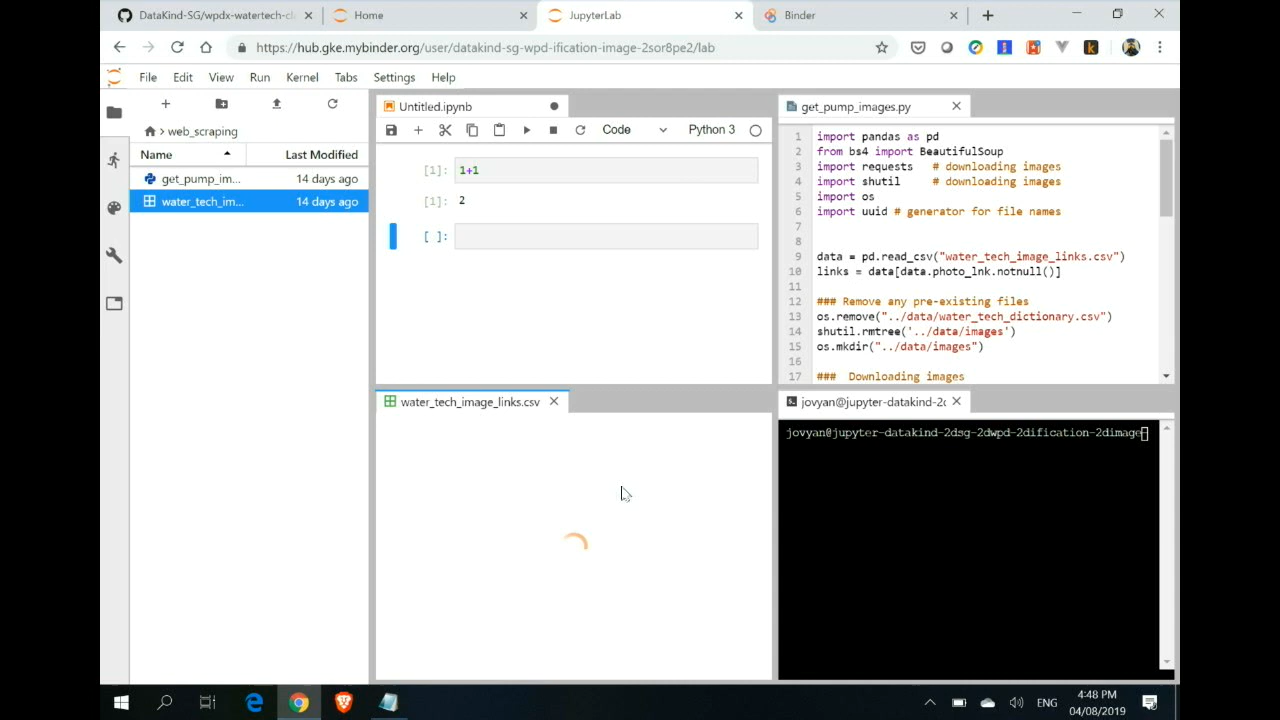 DataKind-SG/wpdx-watertech-cl
Home
JupyterLab
Binder
https://hub.gke.mybinder.org/user/datakind-sg-wpd-ification-image-2sor8pe2/lab
File Edit View Run Kernel Tabs Settings Help
web_scraping
Name Last Modified
get_pump_im... 14 days ago
water_tech_im... 14 days ago
Untitled.ipynb
Code Python 3
[1]: 1+1
[1]: 2
[ ]:
get_pump_images.py
1 import pandas as pd
2 from bs4 import BeautifulSoup
3 import requests # downloading images
4 import shutil # downloading images
5 import os
6 import uuid # generator for file names
7
8
9 data = pd.read_csv("water_tech_image_links.csv")
10 links = data[data.photo_lnk.notnull()]
11
12 ### Remove any pre-existing files
13 os.remove("../data/water_tech_dictionary.csv")
14 shutil.rmtree('../data/images')
15 os.mkdir("../data/images")
16
17 ### Downloading images
water_tech_image_links.csv
jovyan@jupyter-datakind-2d
jovyan@jupyter-datakind-2dsg-2dwpd-2dification-2dimage
ENG
4:48 PM
04/08/2019